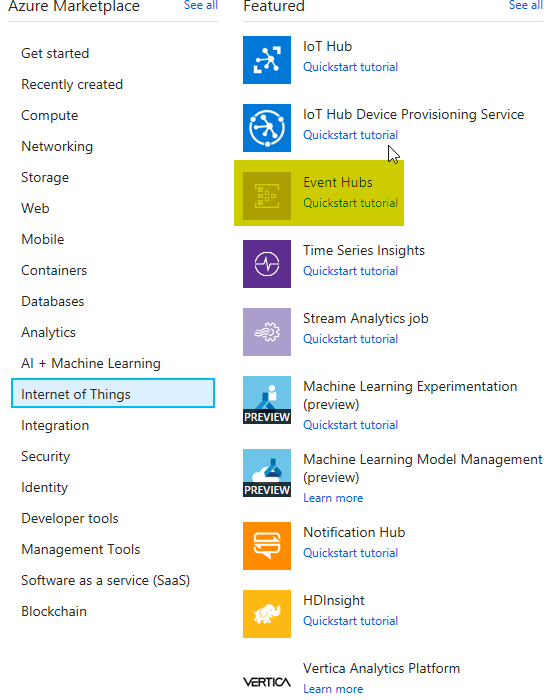 Azure Marketplace
See all
Get started
Recently created
Compute
Networking
Storage
Web
Mobile
Containers
Databases
Analytics
AI + Machine Learning
Internet of Things
Integration
Security
Identity
Developer tools
Management Tools
Software as a service (SaaS)
Blockchain
Featured
See all
IoT Hub
Quickstart tutorial
IoT Hub Device Provisioning Service
Quickstart tutorial
Event Hubs
Quickstart tutorial
Time Series Insights
Quickstart tutorial
Stream Analytics job
Quickstart tutorial
PREVIEW
Machine Learning Experimentation
(preview)
Quickstart tutorial
PREVIEW
Machine Learning Model Management
(preview)
Learn more
Notification Hub
Quickstart tutorial
HDInsight
Quickstart tutorial
VERTICA
Vertica Analytics Platform
Learn more